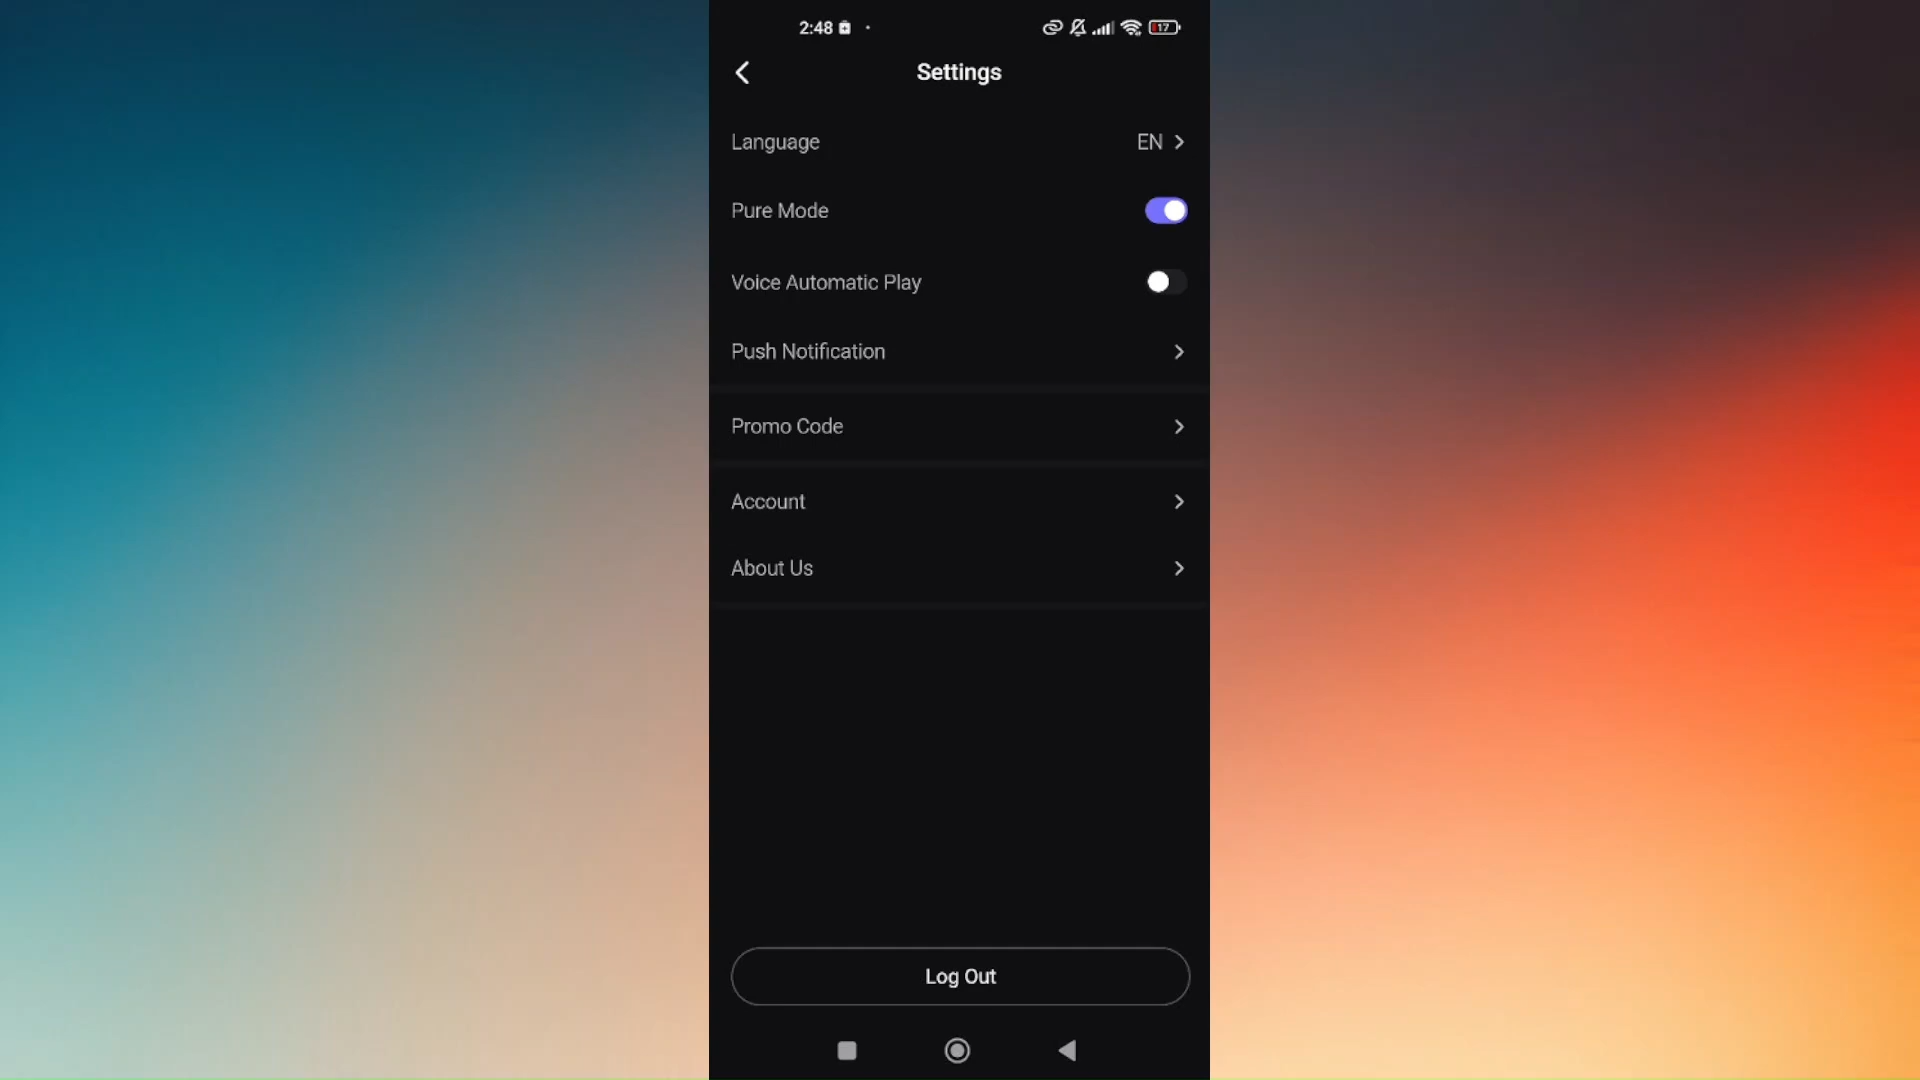 2:48
17
Settings
Language EN
Pure Mode
Voice Automatic Play
Push Notification
Promo Code
Account
About Us
Log Out